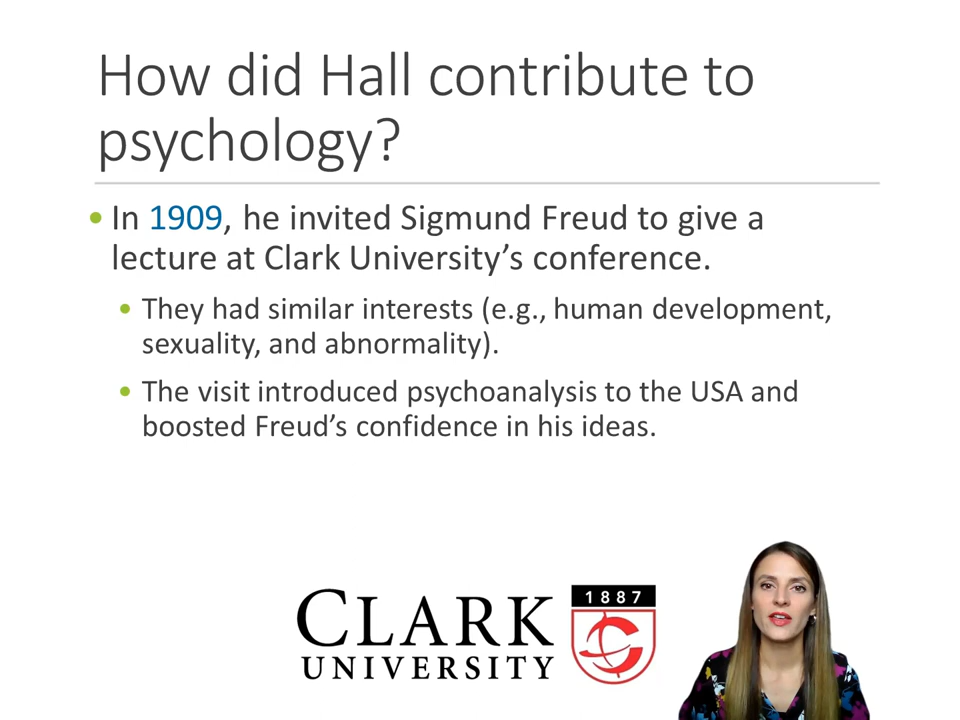 How did Hall contribute to
psychology?
• In 1909, he invited Sigmund Freud to give a
lecture at Clark University’s conference.
• They had similar interests (e.g., human development,
sexuality, and abnormality).
• The visit introduced psychoanalysis to the USA and
boosted Freud’s confidence in his ideas.
CLARK
UNIVERSITY
1887